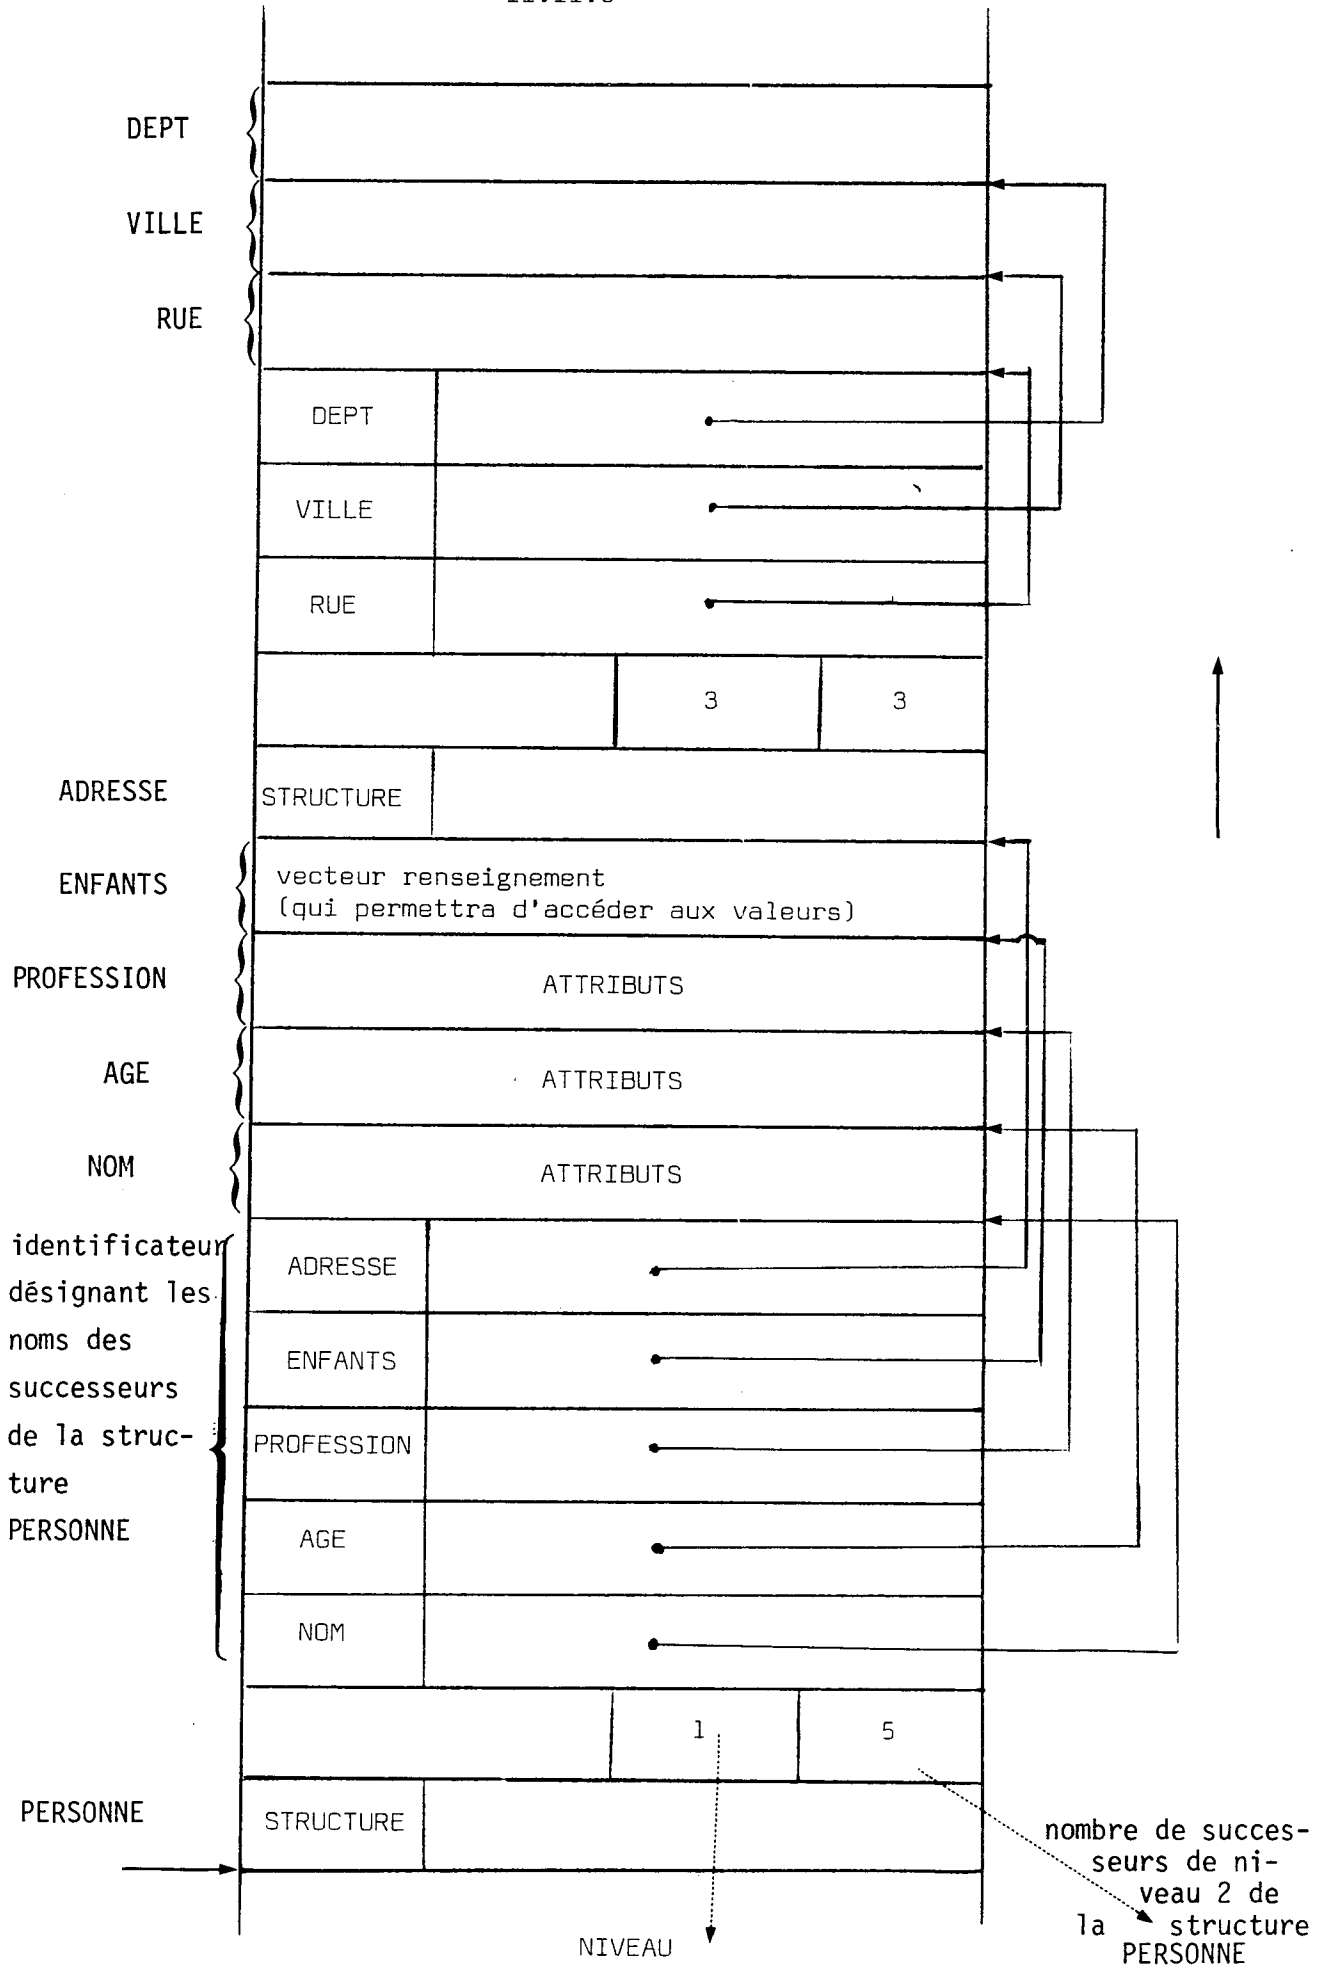 DEPT
VILLE
RUE
DEPT
VILLE
RUE
3 3
ADRESSE STRUCTURE
ENFANTS vecteur renseignement
(qui permettra d'accéder aux valeurs)
PROFESSION ATTRIBUTS
AGE ATTRIBUTS
NOM ATTRIBUTS
identificateur
désignant les
noms des
successeurs
de la struc-
ture
PERSONNE
ADRESSE
ENFANTS
PROFESSION
AGE
NOM
1 5
PERSONNE STRUCTURE
nombre de succes-
seurs de ni-
veau 2 de
la structure
PERSONNE
NIVEAU